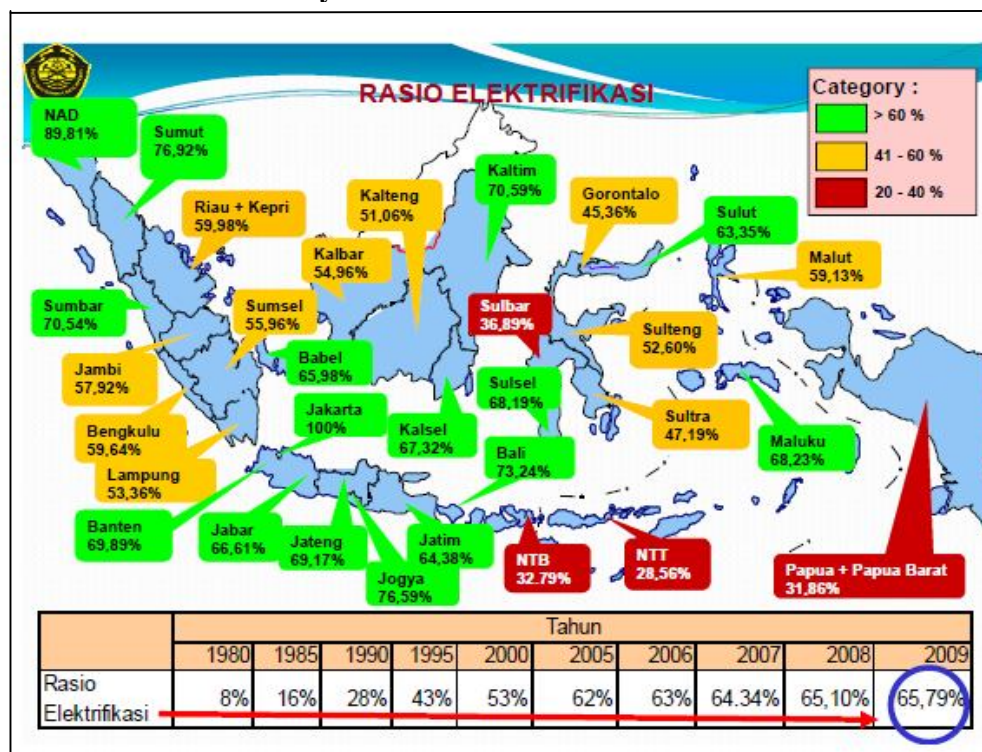 RASIO ELEKTRIFIKASI
Category :
> 60 %
41 - 60 %
20 - 40 %
NAD
89,81%
Sumut
76,92%
Riau + Kepri
59,98%
Kalteng
51,06%
Kaltim
70,59%
Gorontalo
45,36%
Sulut
63,35%
Malut
59,13%
Kalbar
54,96%
Sumbar
70,54%
Sumsel
55,96%
Sulbar
36,89%
Sulteng
52,60%
Jambi
57,92%
Babel
65,98%
Sulsel
68,19%
Sultra
47,19%
Maluku
68,23%
Bengkulu
59,64%
Jakarta
100%
Kalsel
67,32%
Bali
73,24%
Lampung
53,36%
Banten
69,89%
Jabar
66,61%
Jateng
69,17%
Jogya
76,59%
Jatim
64,38%
NTB
32.79%
NTT
28,56%
Papua + Papua Barat
31,86%
Tahun
1980 1985 1990 1995 2000 2005 2006 2007 2008 2009
Rasio
Elektrifikasi 8% 16% 28% 43% 53% 62% 63% 64.34% 65,10% 65,79%